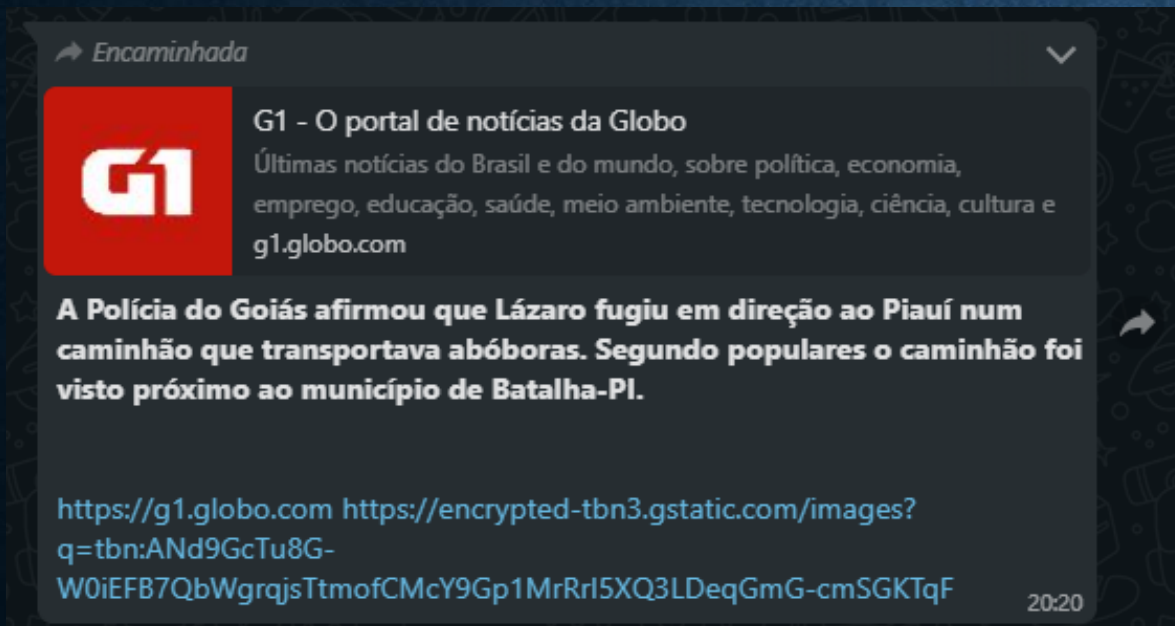 Encaminhada
G1
G1 - O portal de notícias da Globo
Últimas notícias do Brasil e do mundo, sobre política, economia,
emprego, educação, saúde, meio ambiente, tecnologia, ciência, cultura e
g1.globo.com
A Polícia do Goiás afirmou que Lázaro fugiu em direção ao Piauí num
caminhão que transportava abóboras. Segundo populares o caminhão foi
visto próximo ao município de Batalha-PI.
https://g1.globo.com https://encrypted-tbn3.gstatic.com/images?
q=tbn:ANd9GcTu8G-
W0iEFB7QbWgrqjsTtmofCMcY9Gp1MrRrI5XQ3LDeqGmG-cmSGKTqF
20:20